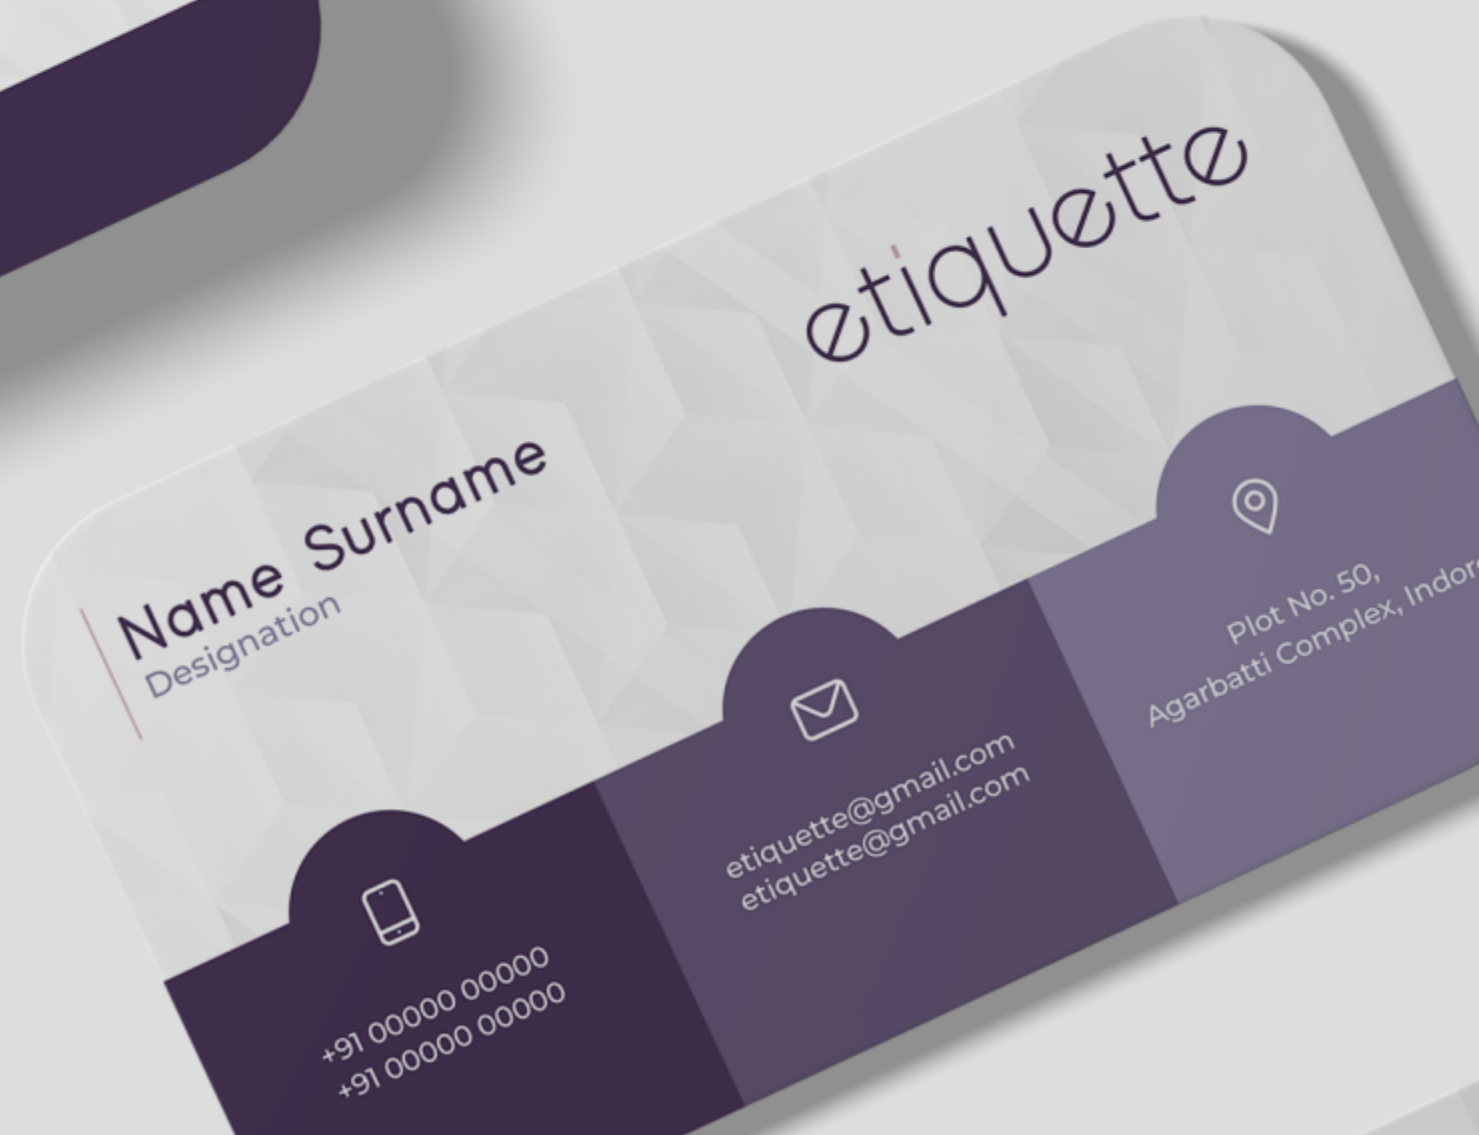 etiquette
Name Surname
Designation
+91 00000 00000
+91 00000 00000
etiquette@gmail.com
etiquette@gmail.com
Plot No. 50,
Agarbatti Complex,